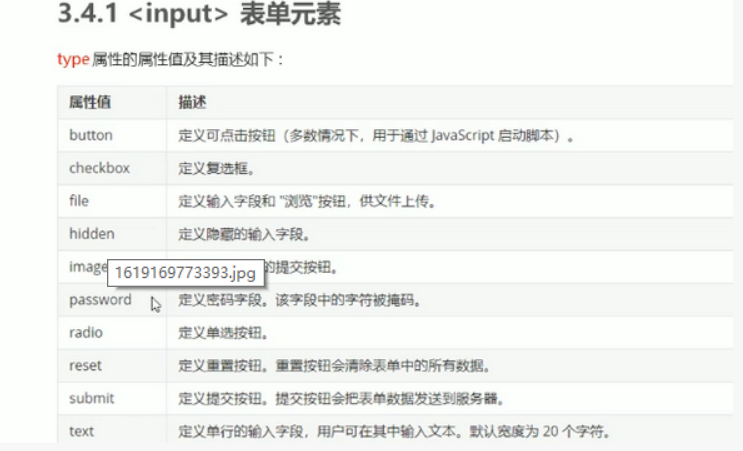 3.4.1 <input> 表单元素
type 属性的属性值及其描述如下：
属性值 描述
button 定义可点击按钮（多数情况下，用于通过 JavaScript 启动脚本）。
checkbox 定义复选框。
file 定义输入字段和 "浏览"按钮，供文件上传。
hidden 定义隐藏的输入字段。
image 的提交按钮。
1619169773393.jpg
password 定义密码字段。该字段中的字符被掩码。
radio 定义单选按钮。
reset 定义重置按钮。重置按钮会清除表单中的所有数据。
submit 定义提交按钮。提交按钮会把表单数据发送到服务器。
text 定义单行的输入字段，用户可在其中输入文本。默认宽度为 20 个字符。